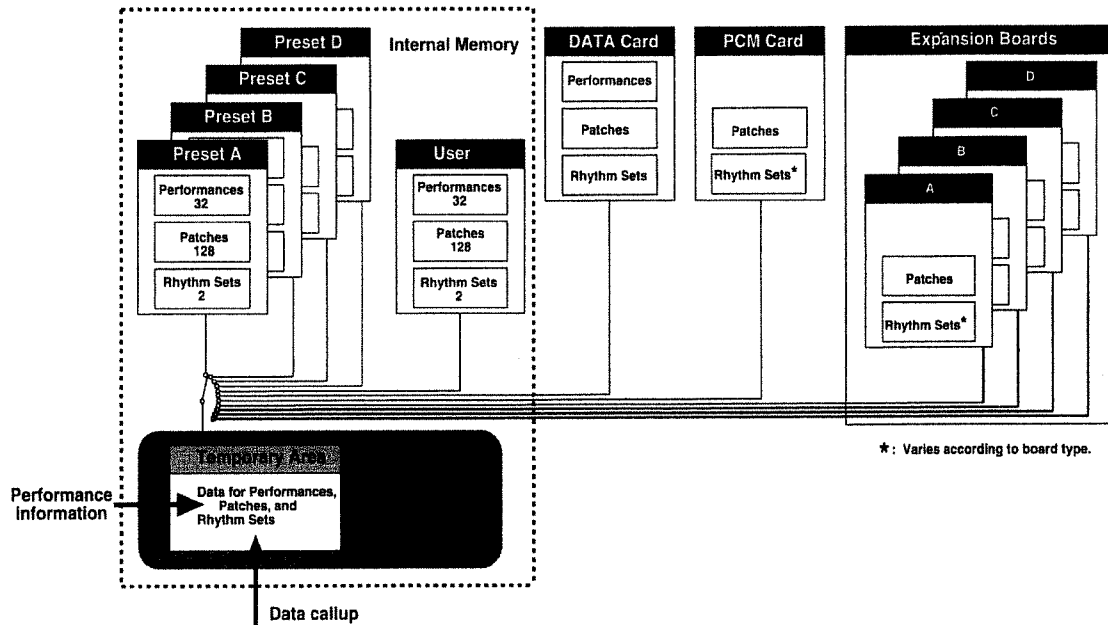 Preset D
Internal Memory
DATA Card
PCM Card
Expansion Boards
Preset C
Preset B
Preset A
User
D
C
B
A
Performances
32
Patches
128
Rhythm Sets
2
Performances
32
Patches
128
Rhythm Sets
2
Performances
Patches
Rhythm Sets
Patches
Rhythm Sets*
Patches
Rhythm Sets*
*: Varies according to board type.
Temporary Area
Data for Performances,
Patches, and
Rhythm Sets
Performance
Information
Data callup